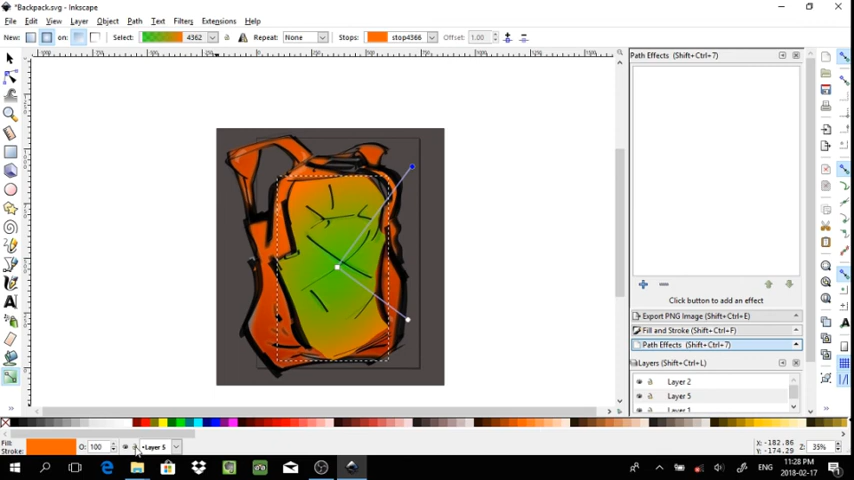 *Backpack.svg - Inkscape
File Edit View Layer Object Path Text Filters Extensions Help
New: on: Select: 4362 Repeat: None Stops: stop4366 Offset: 1.00
Path Effects (Shift+Ctrl+7)
Click button to add an effect
Export PNG Image (Shift+Ctrl+E)
Fill and Stroke (Shift+Ctrl+F)
Path Effects (Shift+Ctrl+7)
Layers (Shift+Ctrl+L)
Layer 2
Layer 5
Layer 1
Fill:
Stroke:
O: 100
•Layer 5
X: -182.86
Y: -174.29
Z: 35%
ENG
11:28 PM
2018-02-17